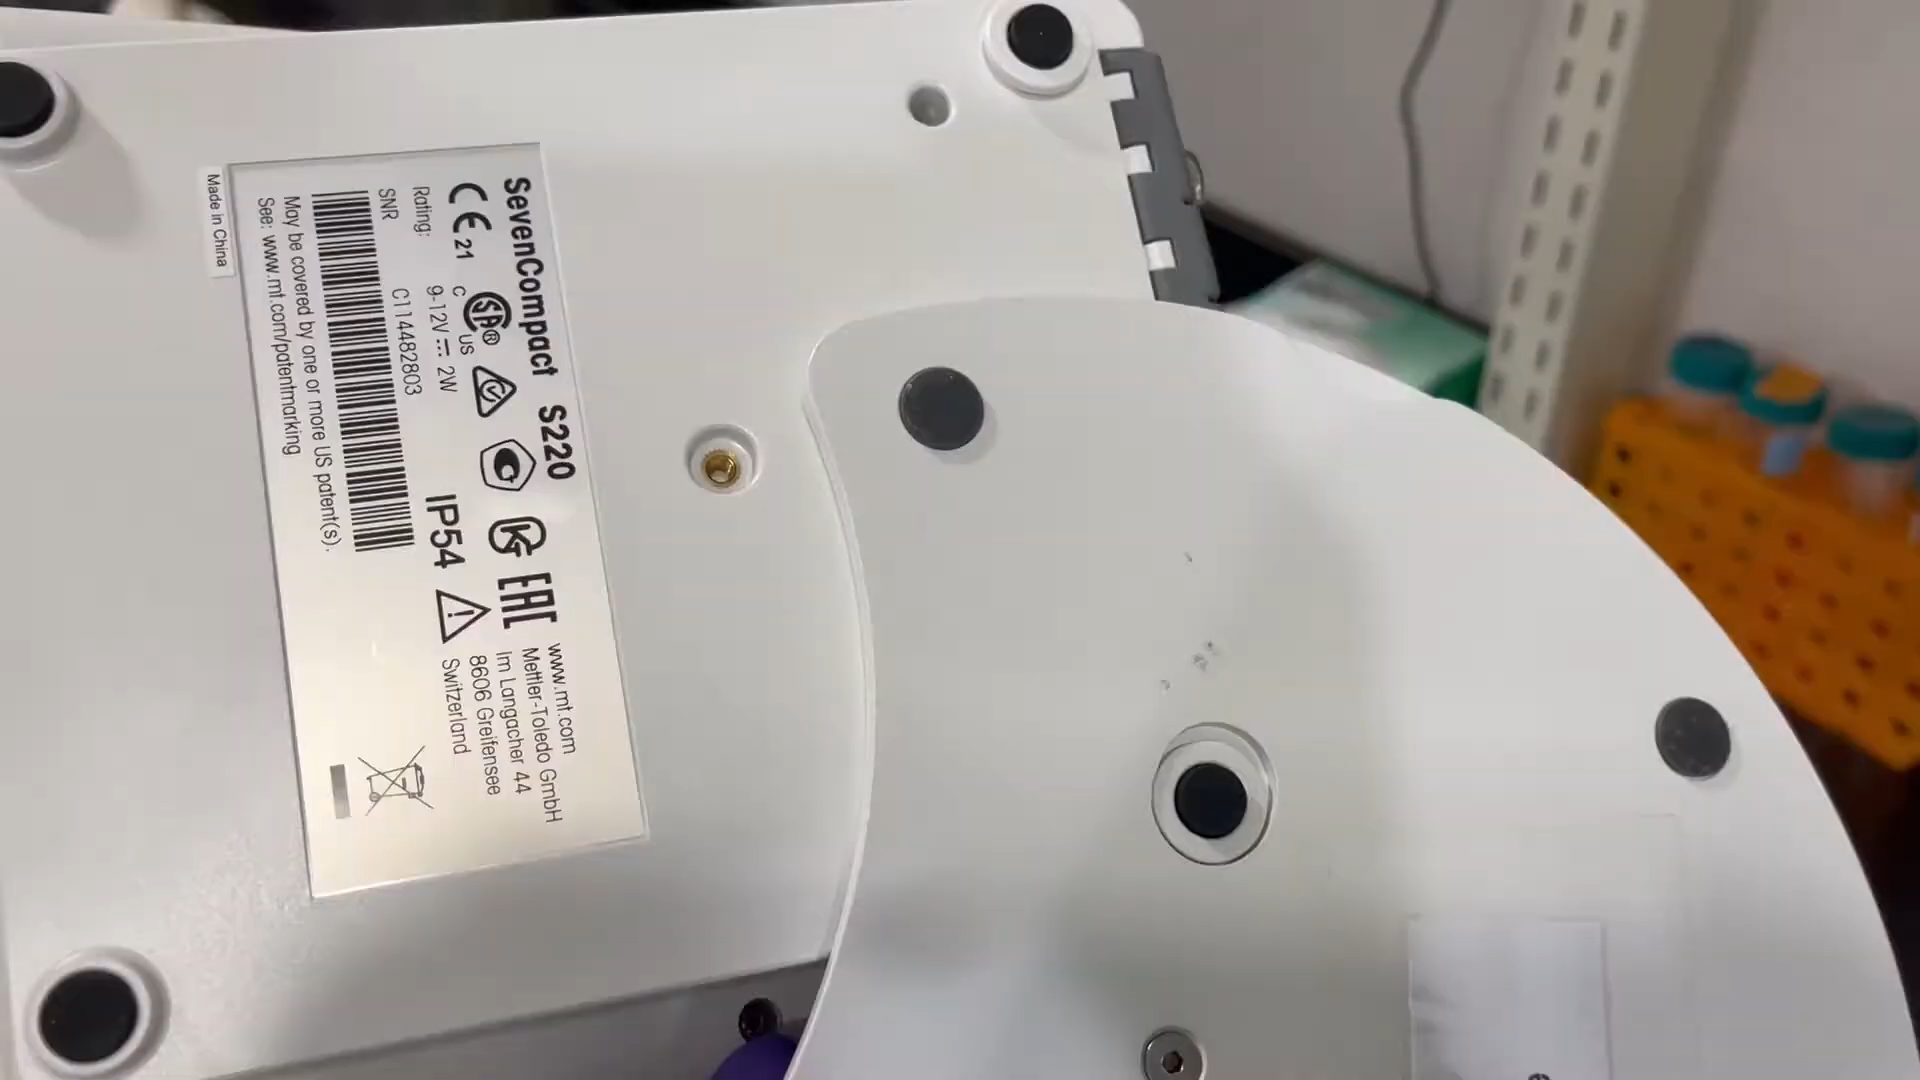 SevenCompact S220
CE 21 C SA® US EAC
Rating: 9-12V 2W IP54
SNR C114482803
May be covered by one or more US patent(s).
See: www.mt.com/patentmarking
www.mt.com
Mettler-Toledo GmbH
Im Langacher 44
8606 Greifensee
Switzerland
Made in China